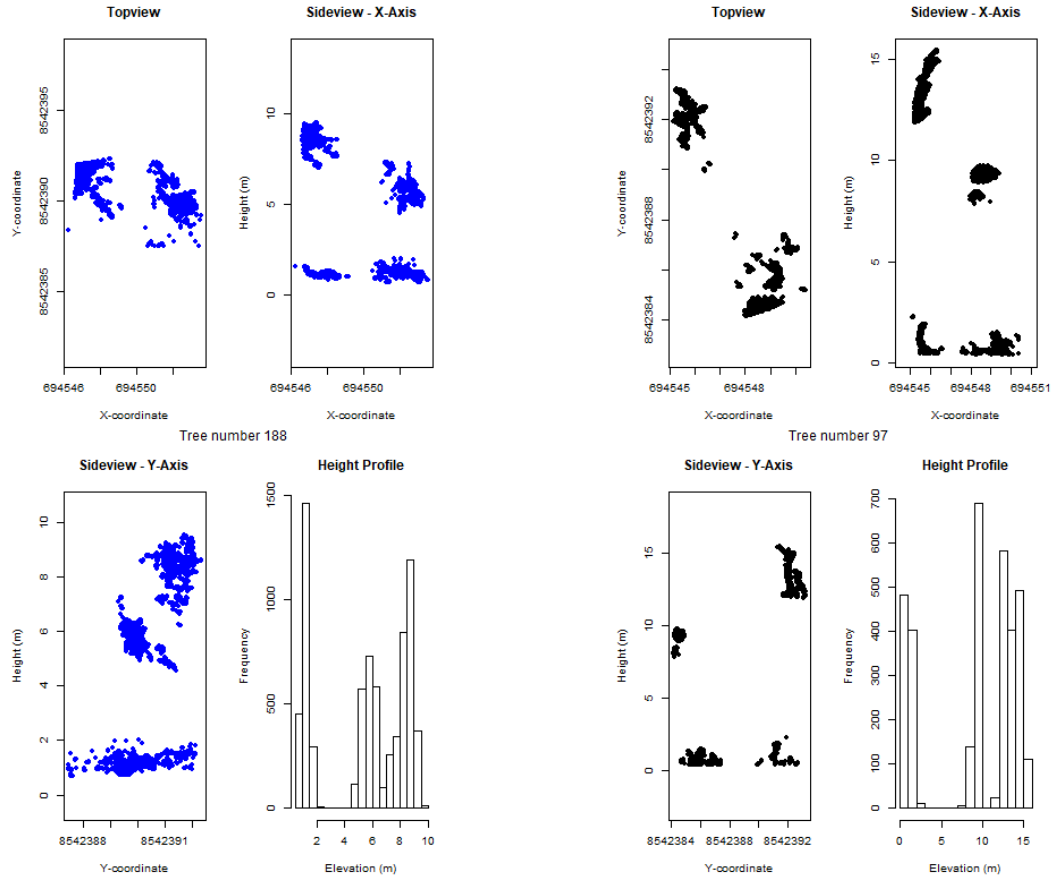 Topview
Y-coordinate
8542385
8542390
8542395
694546
694550
X-coordinate
Sideview - X-Axis
Height (m)
0
5
10
694546
694550
X-coordinate
Tree number 188
Sideview - Y-Axis
Height (m)
0
2
4
6
8
10
8542388
8542391
Y-coordinate
Height Profile
Frequency
0
500
1000
1500
2
4
6
8
10
Elevation (m)
Y-coordinate
8542384
8542388
8542392
694545
694548
X-coordinate
Sideview - X-Axis
Height (m)
0
5
10
15
694545
694548
694551
X-coordinate
Topview
Tree number 97
Sideview - Y-Axis
Height (m)
0
5
10
15
8542384
8542388
8542392
Y-coordinate
Height Profile
Frequency
0
100
200
300
400
500
600
700
0
5
10
15
Elevation (m)